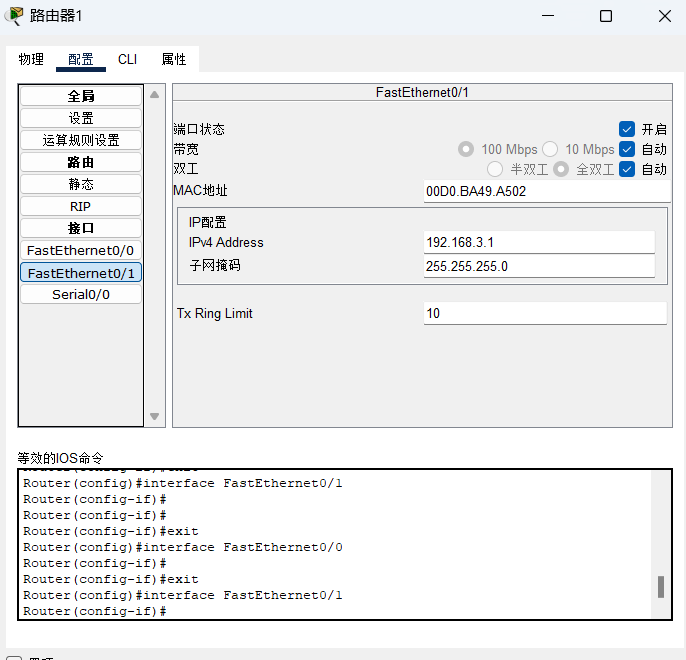 路由器1
物理 配置 CLI 属性
全局
设置
运算规则设置
路由
静态
RIP
接口
FastEthernet0/0
FastEthernet0/1
Serial0/0
FastEthernet0/1
端口状态 开启
带宽 100 Mbps 10 Mbps 自动
双工 半双工 全双工 自动
MAC地址 00D0.BA49.A502
IP配置
IPv4 Address 192.168.3.1
子网掩码 255.255.255.0
Tx Ring Limit 10
等效的IOS命令
Router(config-if)#exit
Router(config)#interface FastEthernet0/1
Router(config-if)#
Router(config-if)#
Router(config-if)#exit
Router(config)#interface FastEthernet0/0
Router(config-if)#
Router(config-if)#exit
Router(config)#interface FastEthernet0/1
Router(config-if)#